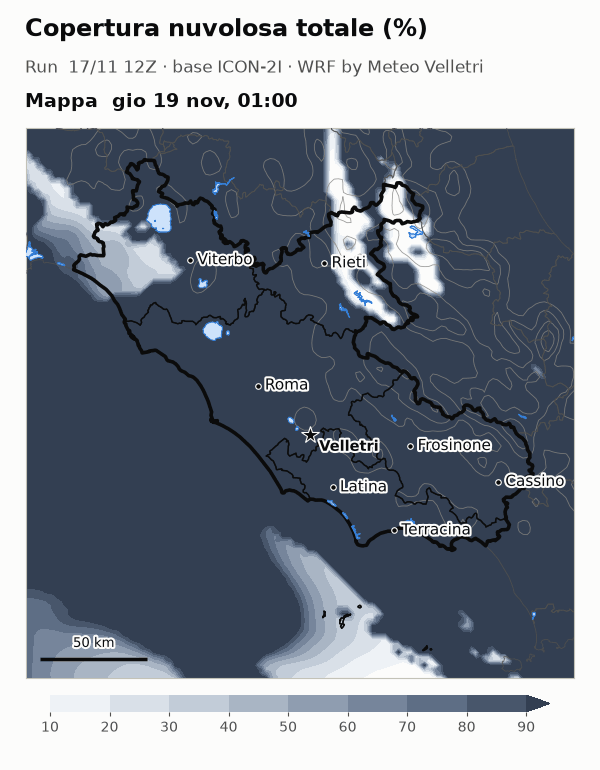 Copertura nuvolosa totale (%)
Run  17/11 12Z · base ICON-2I · WRF by Meteo Velletri
Mappa  gio 19 nov, 01:00
Viterbo
Rieti
Roma
Velletri
Frosinone
Cassino
Latina
Terracina
50 km
10 20 30 40 50 60 70 80 90